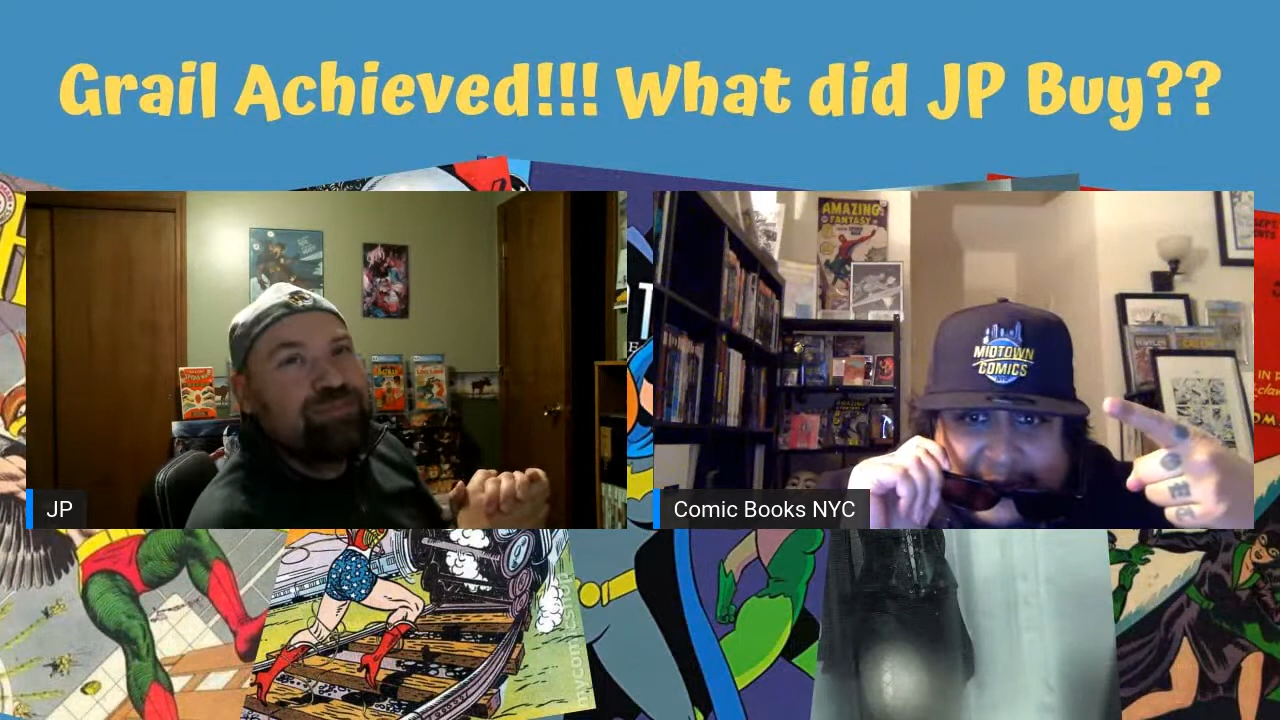 Grail Achieved!!! What did JP Buy??
AMAZING
FANTASY
MIDTOWN
COMICS
JP
Comic Books NYC